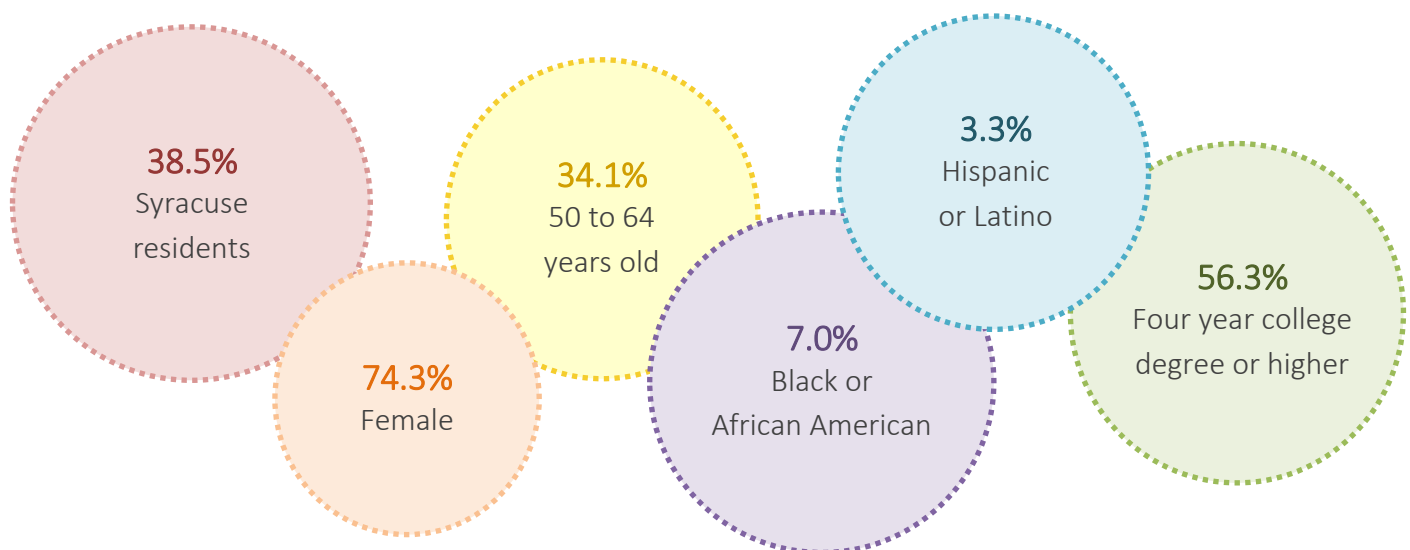 38.5%
Syracuse
residents
74.3%
Female
34.1%
50 to 64
years old
7.0%
Black or
African American
3.3%
Hispanic
or Latino
56.3%
Four year college
degree or higher